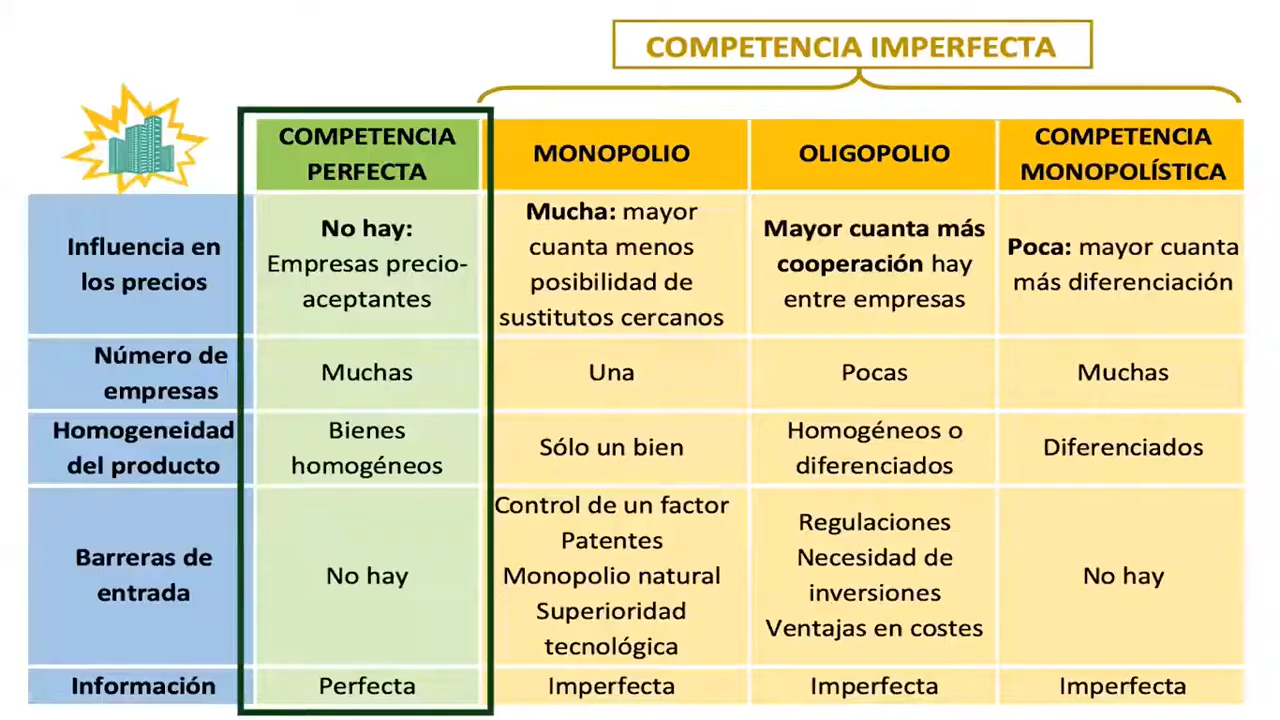 COMPETENCIA IMPERFECTA
COMPETENCIA
PERFECTA
MONOPOLIO
OLIGOPOLIO
COMPETENCIA
MONOPOLÍSTICA
Influencia en
los precios
No hay:
Empresas precio-
aceptantes
Mucha: mayor
cuanta menos
posibilidad de
sustitutos cercanos
Mayor cuanta más
cooperación hay
entre empresas
Poca: mayor cuanta
más diferenciación
Número de
empresas
Muchas
Una
Pocas
Muchas
Homogeneidad
del producto
Bienes
homogéneos
Sólo un bien
Homogéneos o
diferenciados
Diferenciados
Barreras de
entrada
No hay
Control de un factor
Patentes
Monopolio natural
Superioridad
tecnológica
Regulaciones
Necesidad de
inversiones
Ventajas en costes
No hay
Información
Perfecta
Imperfecta
Imperfecta
Imperfecta